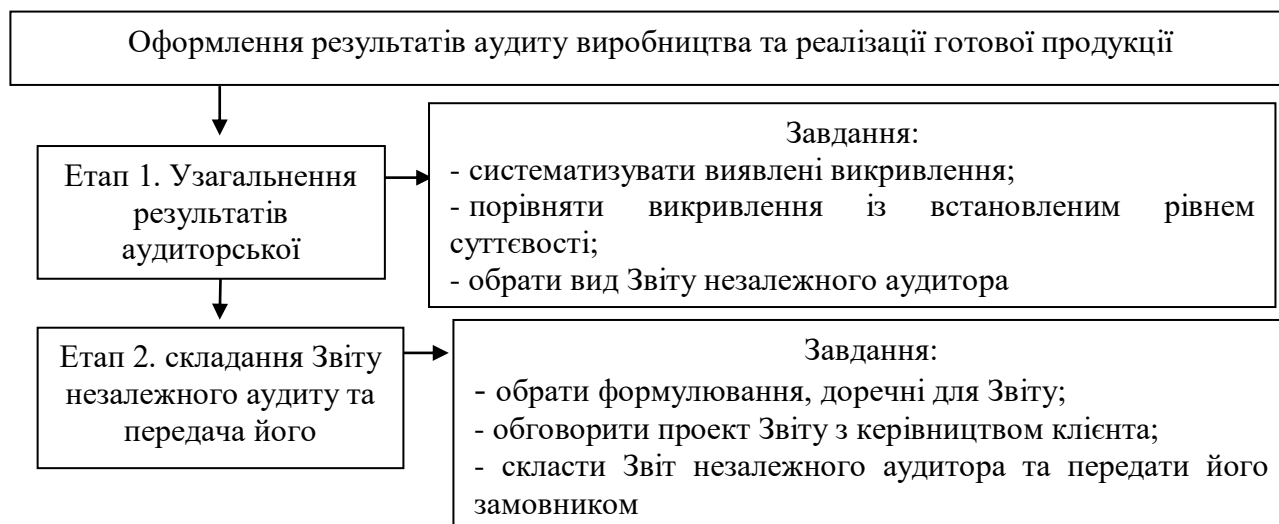 Оформлення результатів аудиту виробництва та реалізації готової продукції
Етап 1. Узагальнення
результатів
аудиторської
Завдання:
- систематизувати виявлені викривлення;
- порівняти викривлення із встановленим рівнем
суттєвості;
- обрати вид Звіту незалежного аудитора
Етап 2. складання Звіту
незалежного аудиту та
передача його
Завдання:
- обрати формулювання, доречні для Звіту;
- обговорити проект Звіту з керівництвом клієнта;
- скласти Звіт незалежного аудитора та передати його
замовником